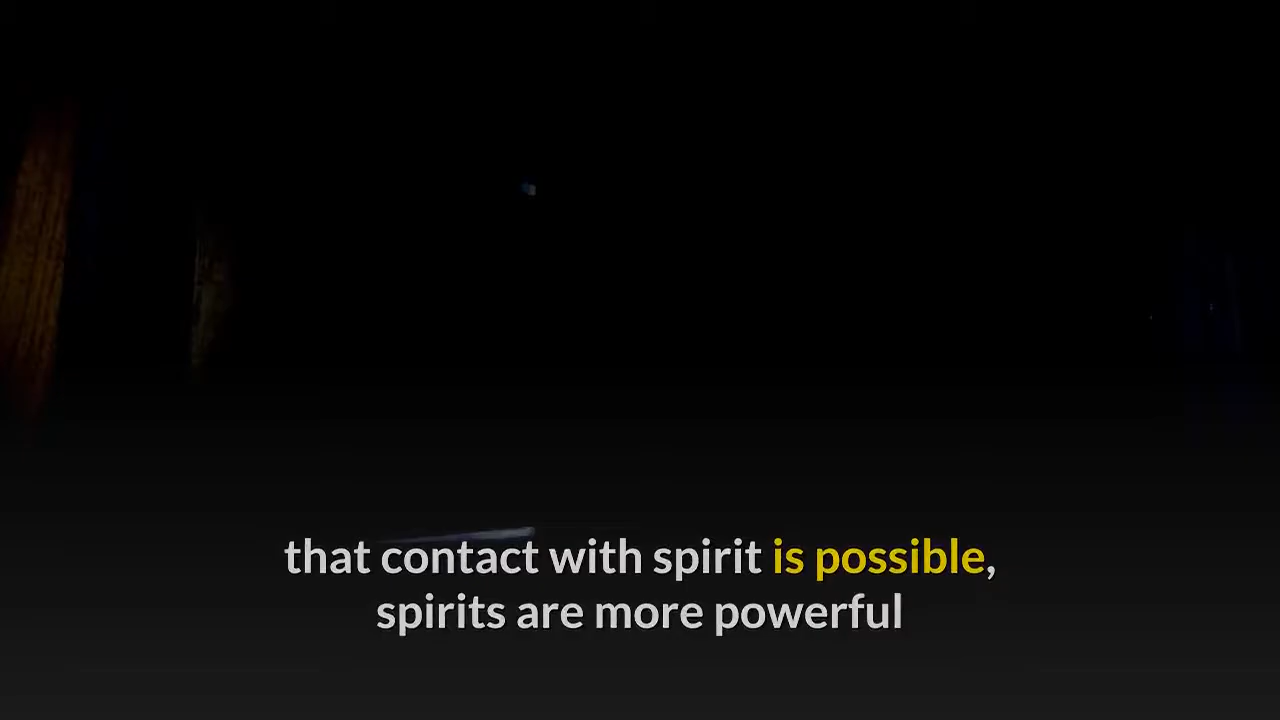 that contact with spirit is possible,
spirits are more powerful